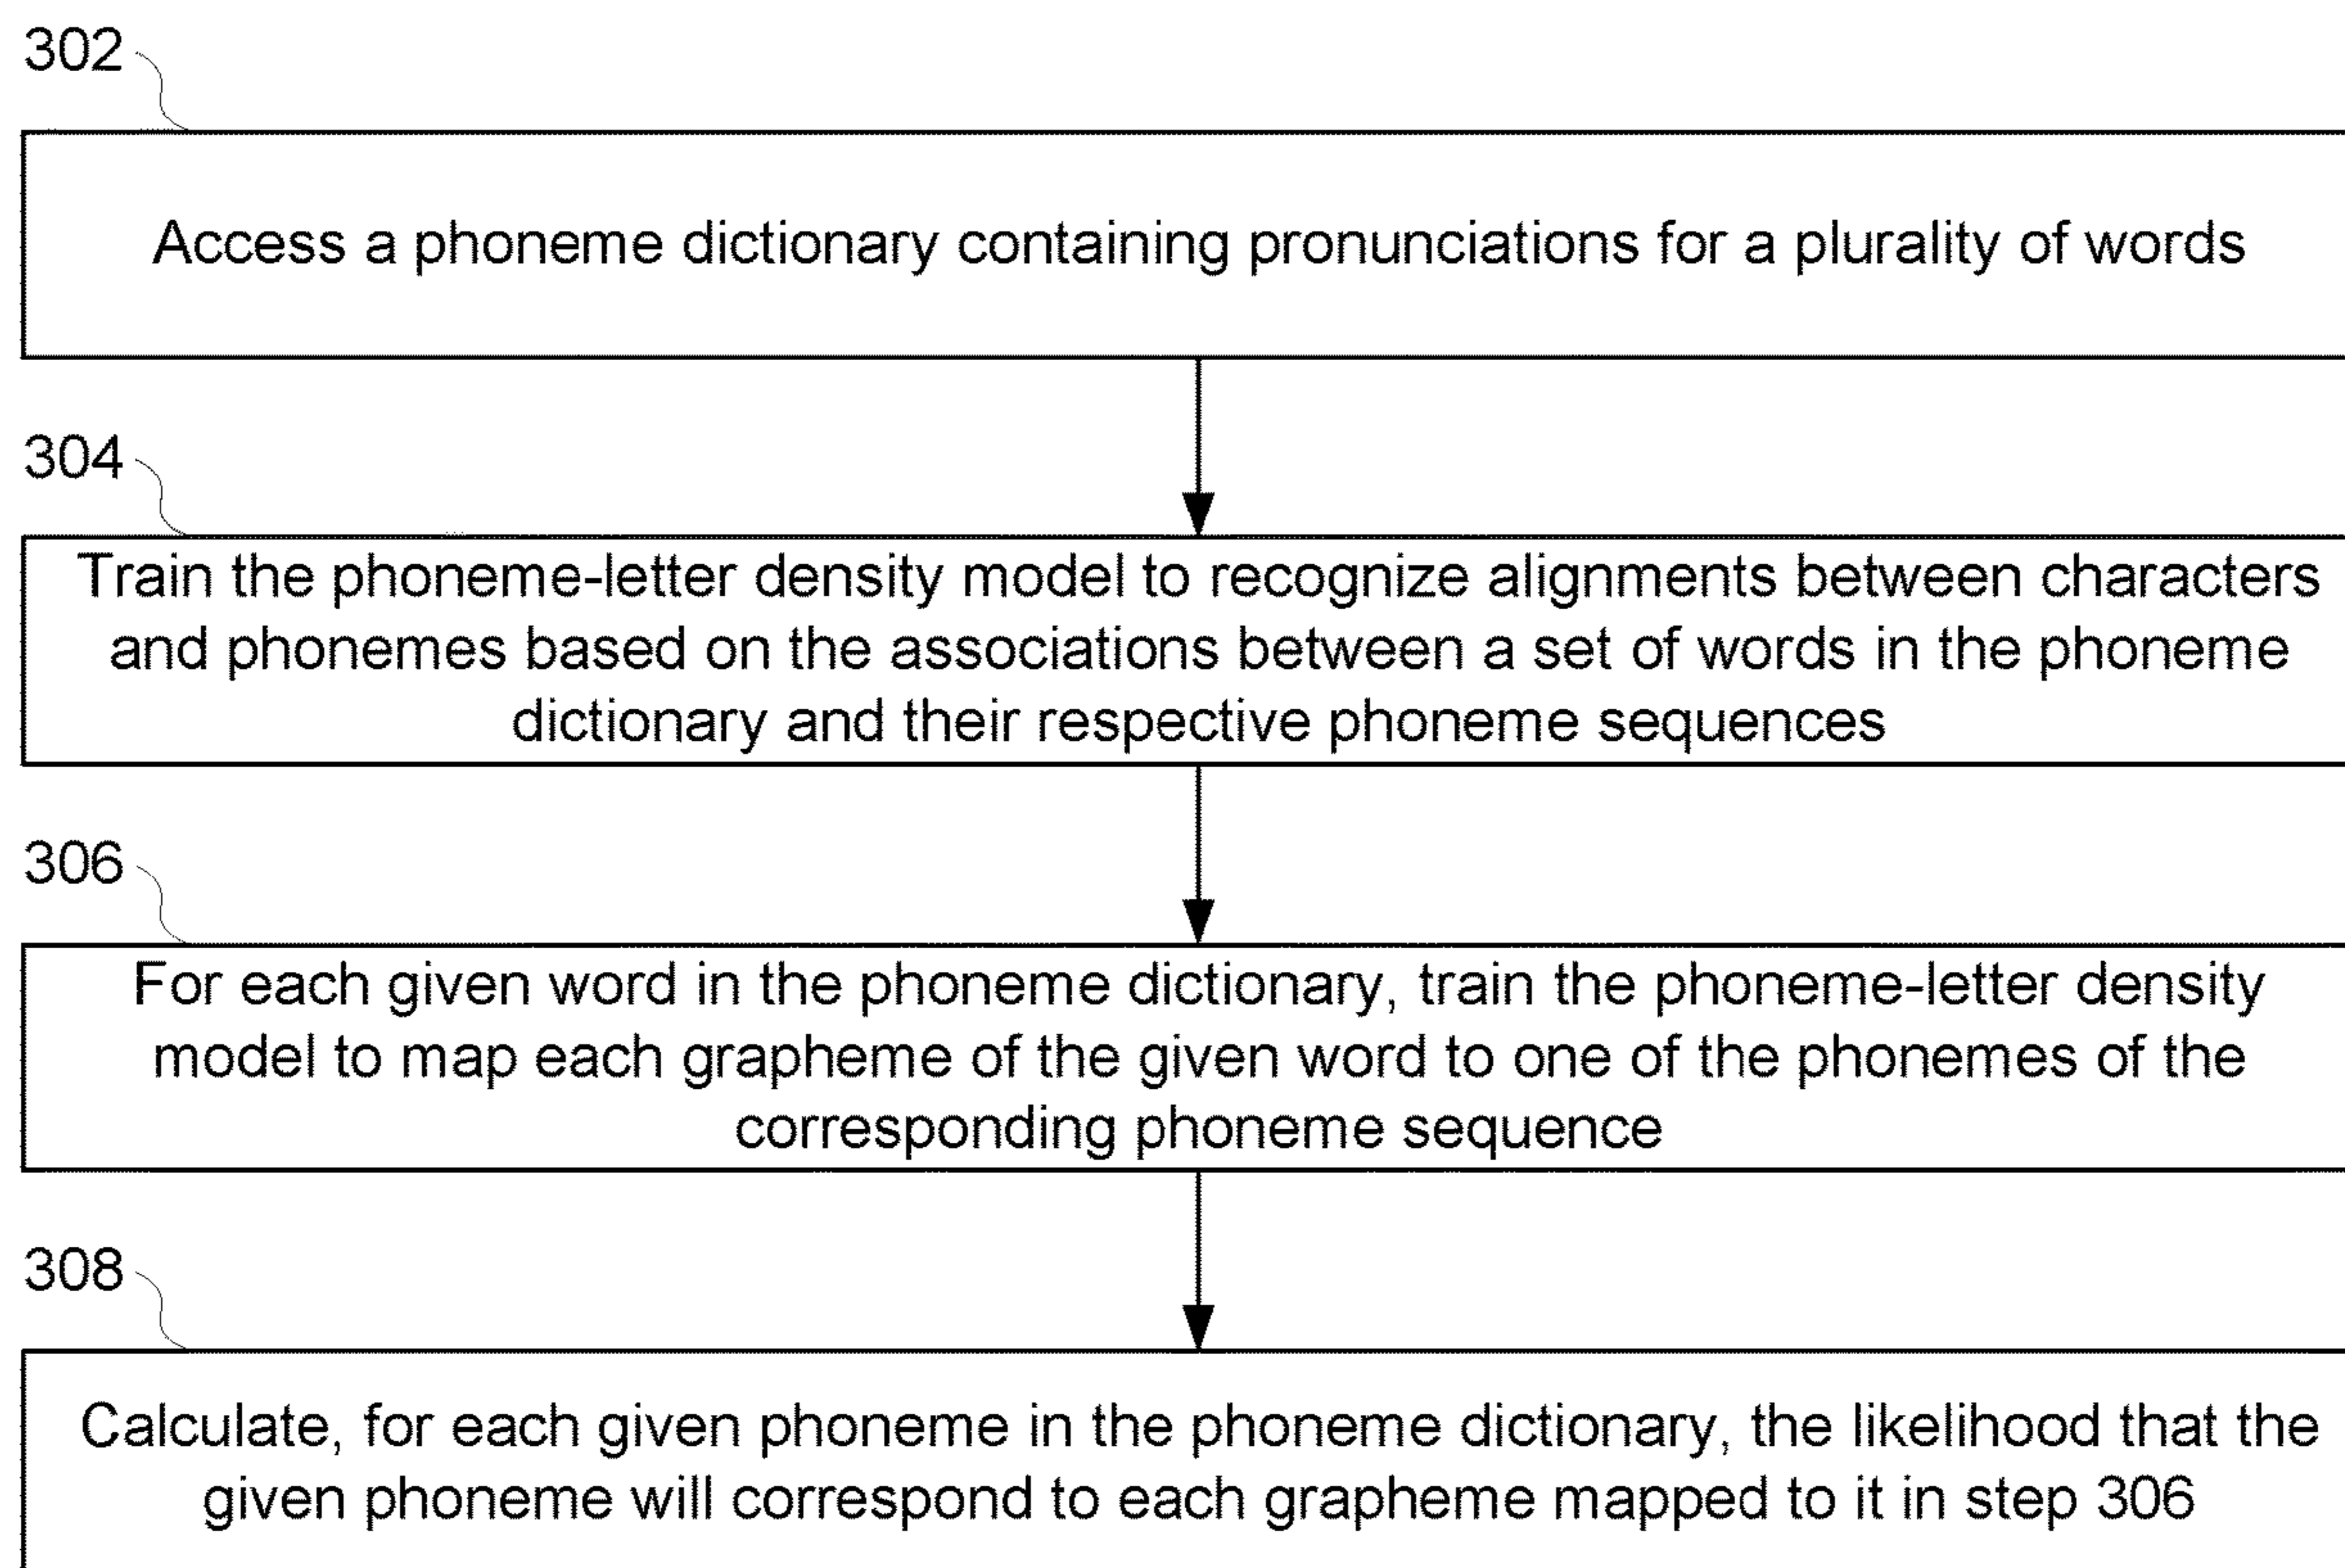 302
Access a phoneme dictionary containing pronunciations for a plurality of words
304
Train the phoneme-letter density model to recognize alignments between characters
and phonemes based on the associations between a set of words in the phoneme
dictionary and their respective phoneme sequences
306
For each given word in the phoneme dictionary, train the phoneme-letter density
model to map each grapheme of the given word to one of the phonemes of the
corresponding phoneme sequence
308
Calculate, for each given phoneme in the phoneme dictionary, the likelihood that the
given phoneme will correspond to each grapheme mapped to it in step 306